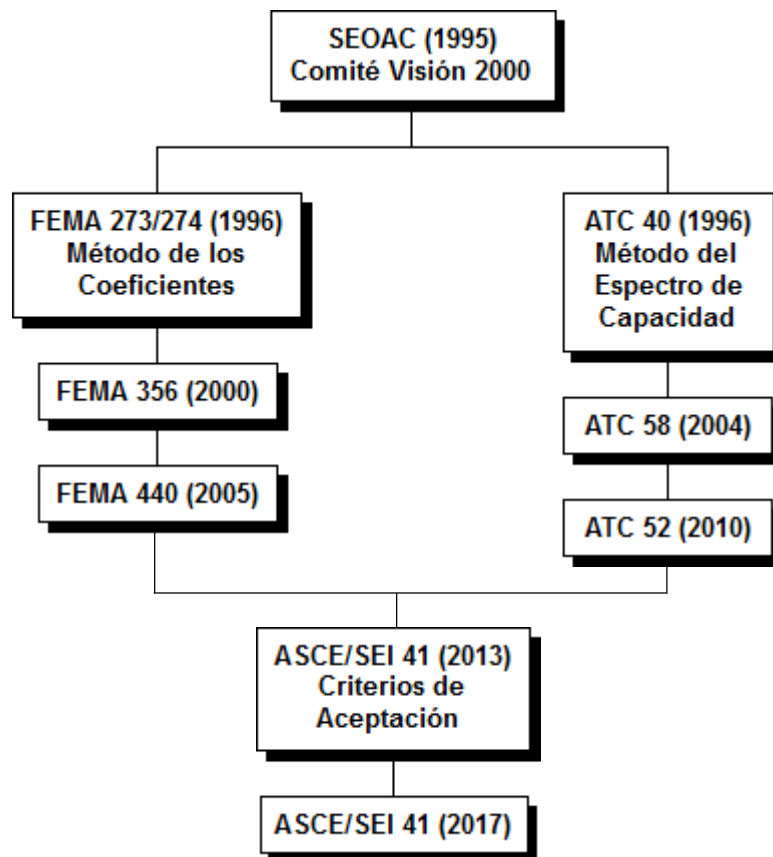 SEOAC (1995)
Comité Visión 2000
FEMA 273/274 (1996)
Método de los
Coeficientes
ATC 40 (1996)
Método del
Espectro de
Capacidad
FEMA 356 (2000)
ATC 58 (2004)
FEMA 440 (2005)
ATC 52 (2010)
ASCE/SEI 41 (2013)
Criterios de
Aceptación
ASCE/SEI 41 (2017)